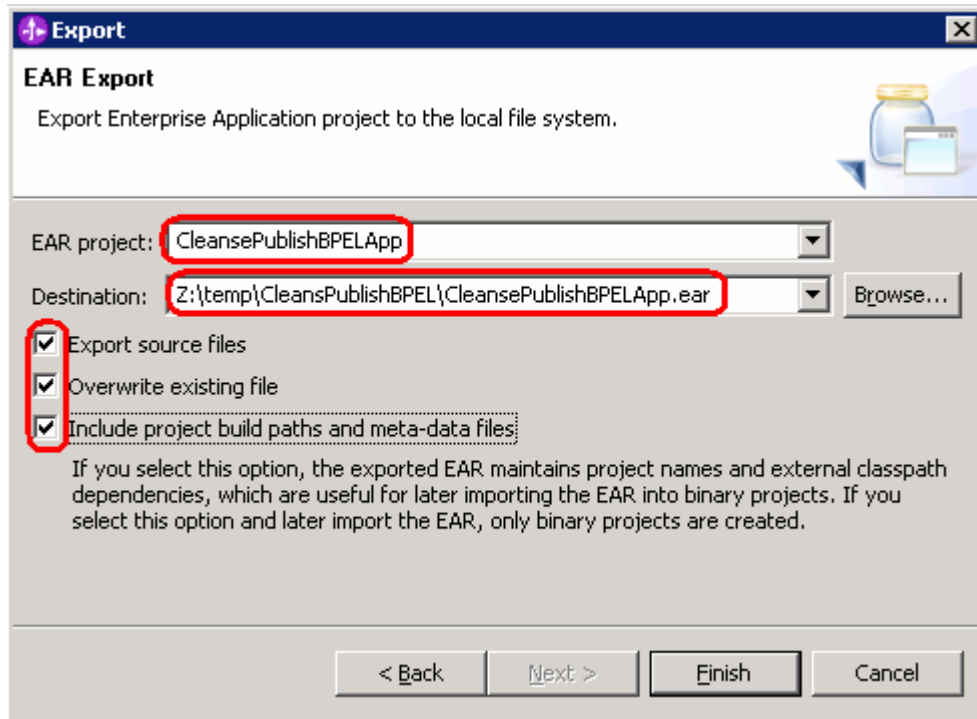 Export
EAR Export
Export Enterprise Application project to the local file system.
EAR project: CleansePublishBPELApp
Destination: Z:\temp\CleansPublishBPEL\CleansePublishBPELApp.ear Browse...
Export source files
Overwrite existing file
Include project build paths and meta-data files
If you select this option, the exported EAR maintains project names and external classpath
dependencies, which are useful for later importing the EAR into binary projects. If you
select this option and later import the EAR, only binary projects are created.
< Back Next > Finish Cancel